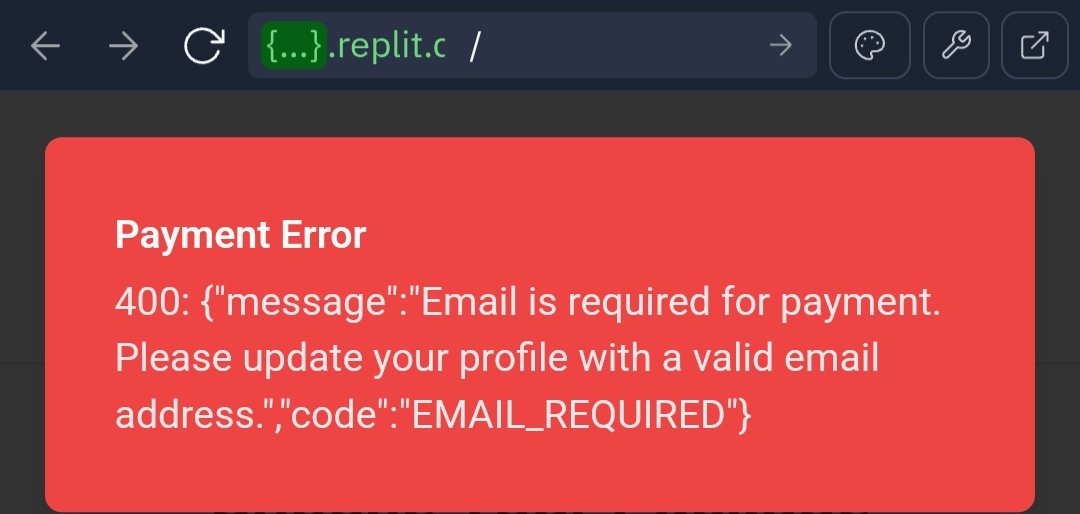 {...}.replit.c /
Payment Error
400: {"message":"Email is required for payment.
Please update your profile with a valid email
address.","code":"EMAIL_REQUIRED"}